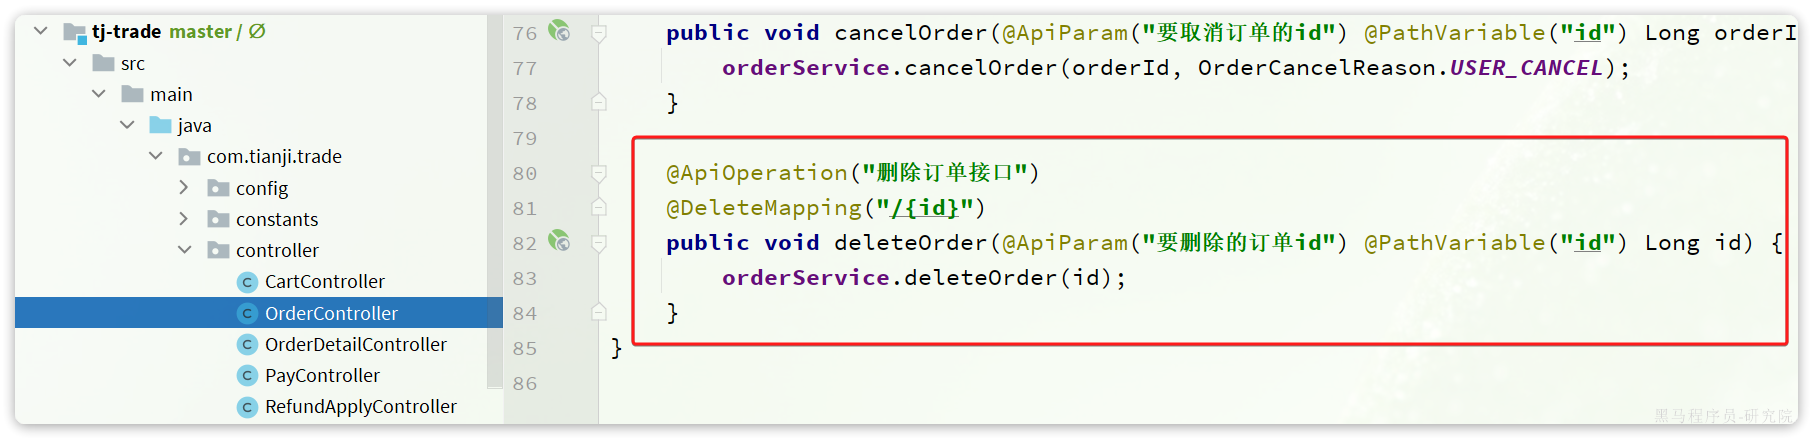 tj-trade master / Ø
src
main
java
com.tianji.trade
config
constants
controller
CartController
OrderController
OrderDetailController
PayController
RefundApplyController
76 public void cancelOrder(@ApiParam("要取消订单的id") @PathVariable("id") Long orderI
77 orderService.cancelOrder(orderId, OrderCancelReason.USER_CANCEL);
78 }
79
80 @ApiOperation("删除订单接口")
81 @DeleteMapping("/{id}")
82 public void deleteOrder(@ApiParam("要删除的订单id") @PathVariable("id") Long id) {
83 orderService.deleteOrder(id);
84 }
85 }
86
黑马程序员-研究院